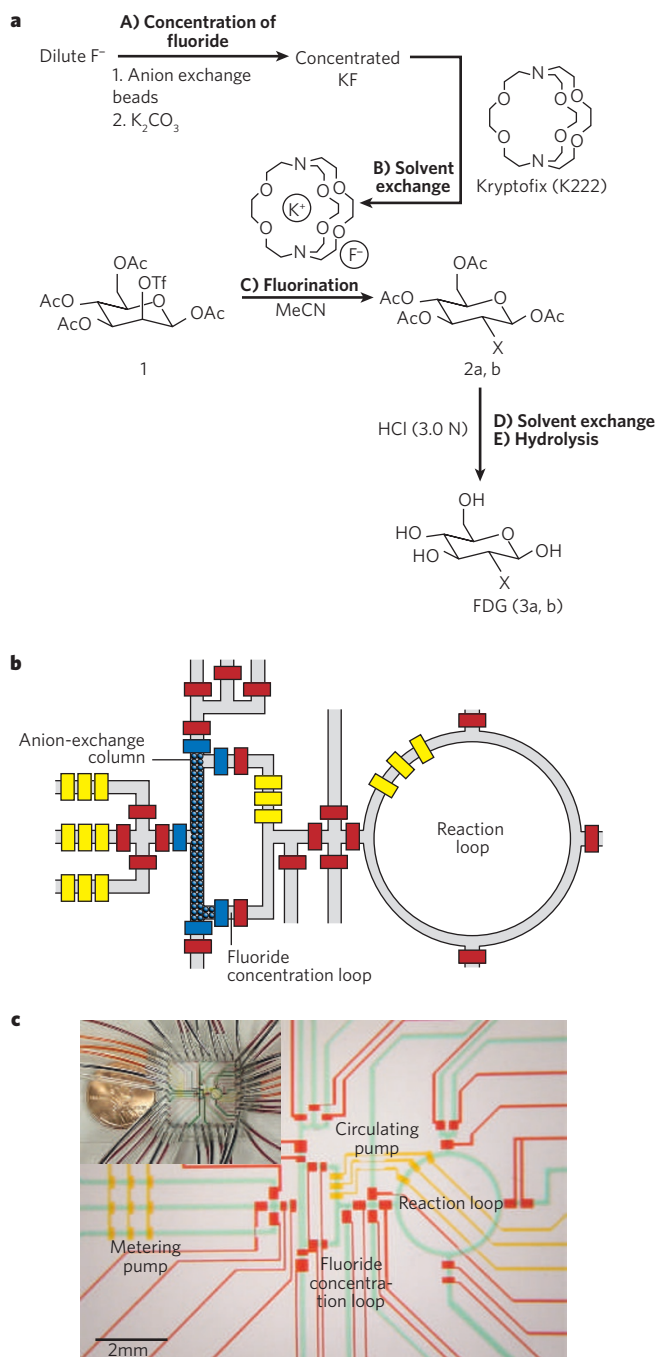 a
A) Concentration of
fluoride
Dilute F⁻
1. Anion exchange
beads
2. K₂CO₃
Concentrated
KF
N
O
O
O
O
O
O
N
Kryptofix (K222)
B) Solvent
exchange
N
O
O
O
K⁺
O
O
O
N
F⁻
OAc
OTf
O
AcO
AcO
OAc
1
C) Fluorination
MeCN
OAc
O
AcO
AcO
OAc
X
2a, b
HCl (3.0 N)
D) Solvent exchange
E) Hydrolysis
OH
O
HO
HO
OH
X
FDG (3a, b)
b
Anion-exchange
column
Reaction
loop
Fluoride
concentration loop
c
Circulating
pump
Reaction loop
Metering
pump
Fluoride
concentra-
tion loop
2mm